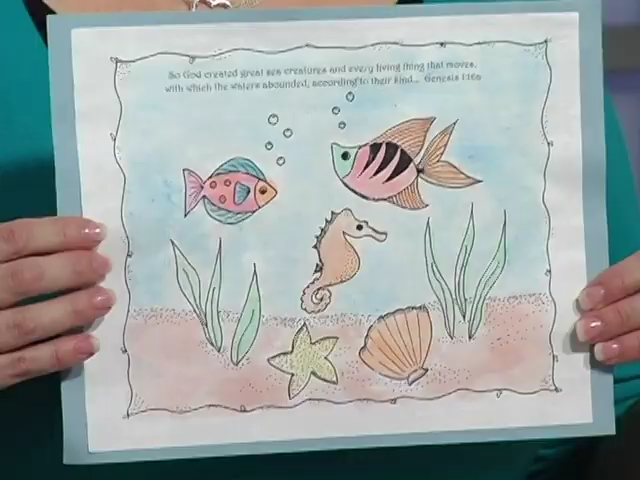 So God created great sea creatures and every living thing that moves,
with which the waters abounded, according to their kind... Genesis 1:16a